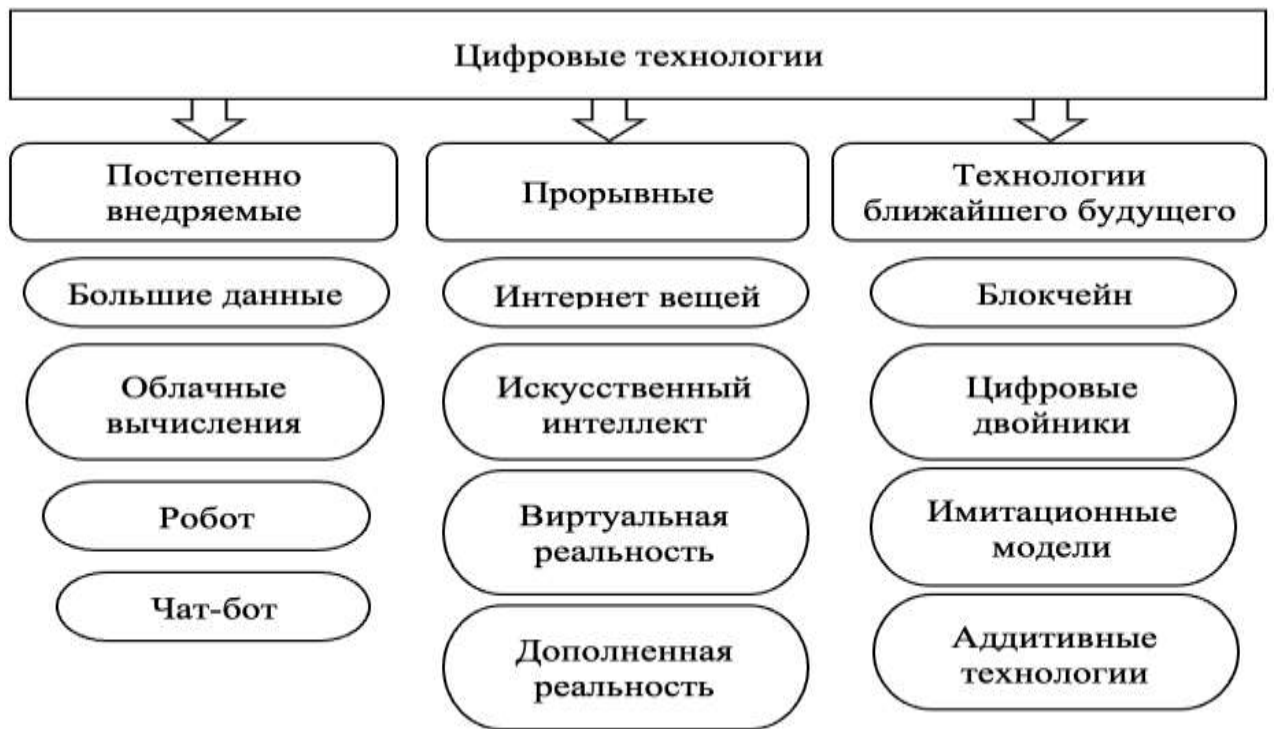 Цифровые технологии
Постепенно
внедряемые
Большие данные
Облачные
вычисления
Робот
Чат-бот
Прорывные
Интернет вещей
Искусственный
интеллект
Виртуальная
реальность
Дополненная
реальность
Технологии
ближайшего будущего
Блокчейн
Цифровые
двойники
Имитационные
модели
Аддитивные
технологии